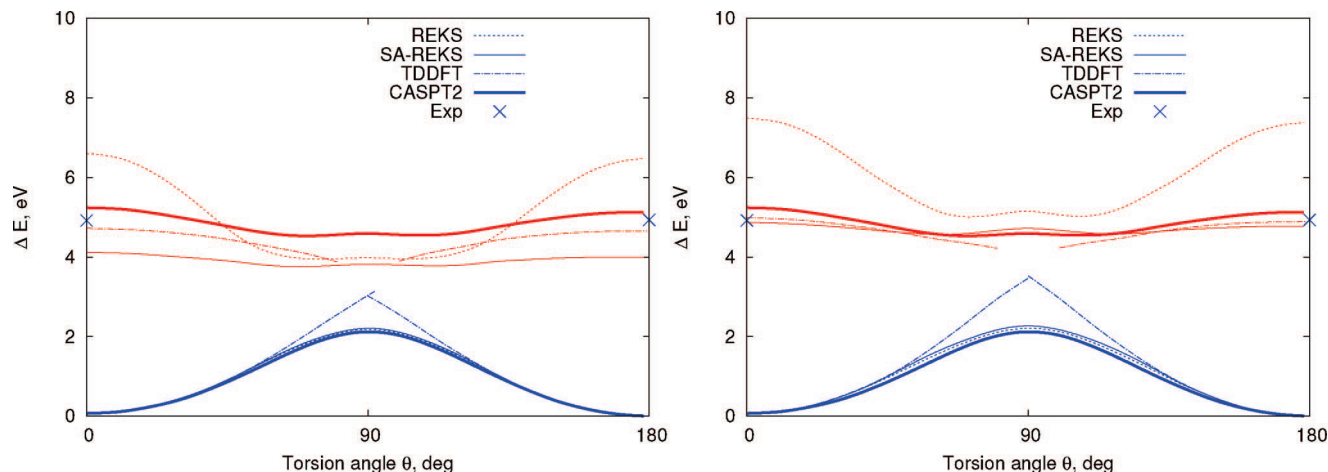 10
8
6
4
2
0
Δ E, eV
REKS
SA-REKS
TDDFT
CASPT2
Exp
0
90
180
Torsion angle θ, deg
10
8
6
4
2
0
Δ E, eV
REKS
SA-REKS
TDDFT
CASPT2
Exp
0
90
180
Torsion angle θ, deg